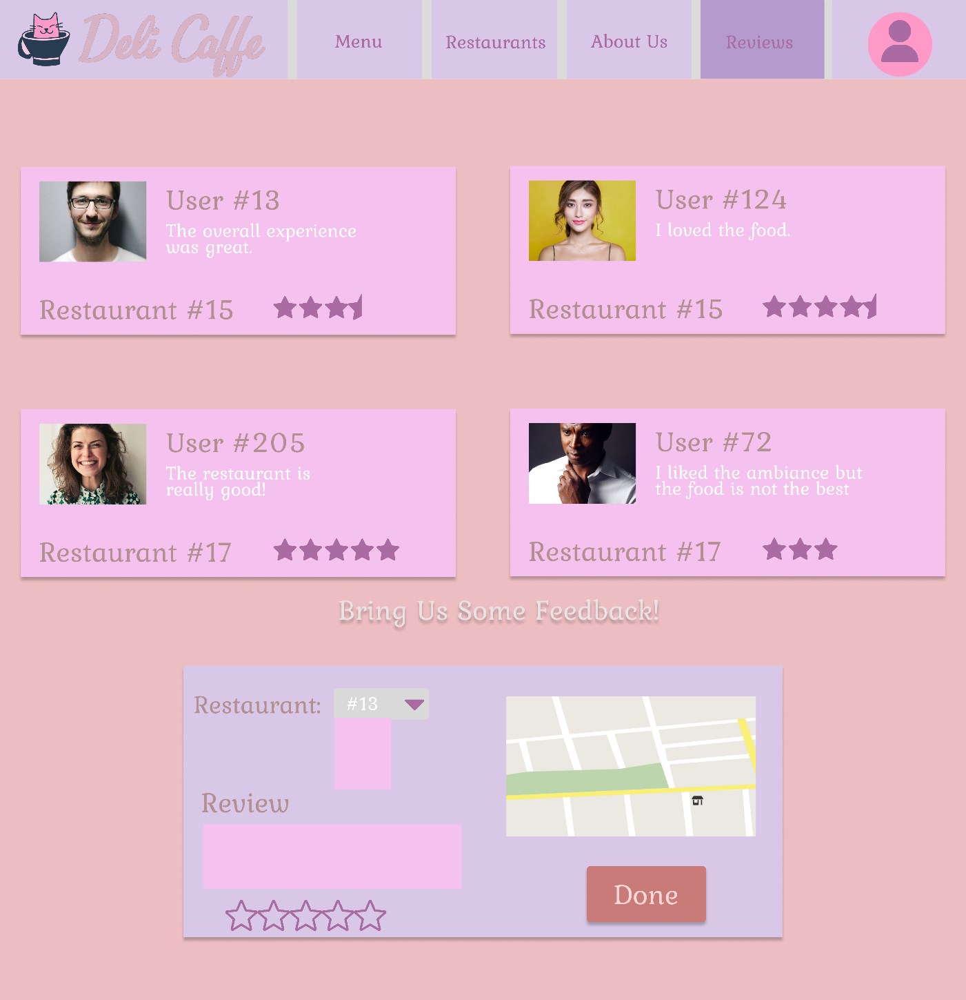 Deli Caffe
Menu
Restaurants
About Us
Reviews
User #13
The overall experience
was great.
Restaurant #15
User #124
I loved the food.
Restaurant #15
User #205
The restaurant is
really good!
Restaurant #17
User #72
I liked the ambiance but
the food is not the best
Restaurant #17
Bring Us Some Feedback!
Restaurant:
#13
Review
Done